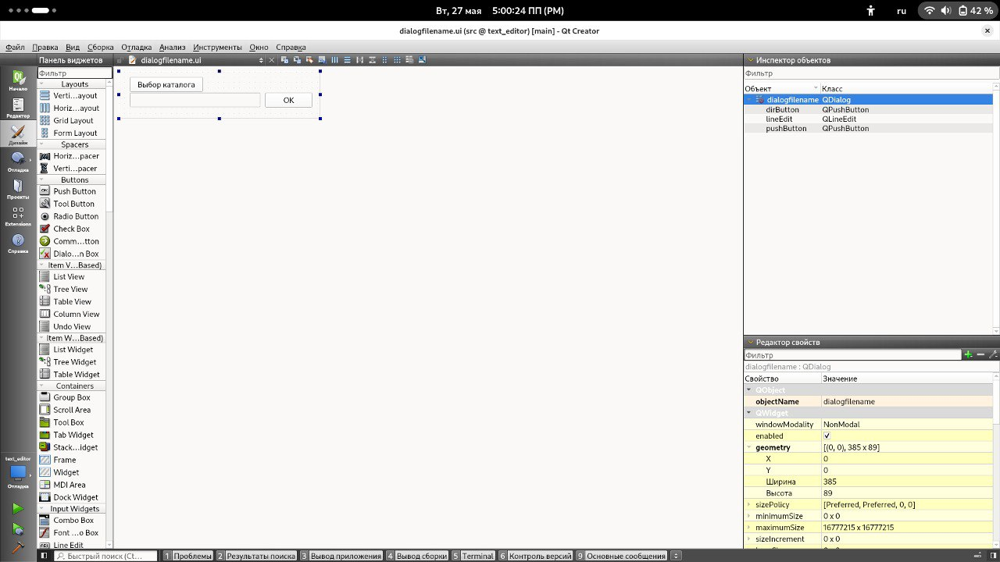 Вт, 27 мая 5:00:24 ПП (PM) ru 42 %
dialogfilename.ui (src @ text_editor) [main] - Qt Creator
Файл Правка Вид Сборка Отладка Анализ Инструменты Окно Справка
Панель виджетов dialogfilename.ui Инспектор объектов
Фильтр
Layouts
Verti...ayout
Horiz...ayout
Grid Layout
Form Layout
Spacers
Horiz...pacer
Verti...pacer
Buttons
Push Button
Tool Button
Radio Button
Check Box
Comm...tton
Dialo...n Box
Item V...Based)
List View
Tree View
Table View
Column View
Undo View
Item W...Based)
List Widget
Tree Widget
Table Widget
Containers
Group Box
Scroll Area
Tool Box
Tab Widget
Stack...idget
Frame
Widget
MDI Area
Dock Widget
Input Widgets
Combo Box
Font ...o Box
Line Edit
Начало
Редактор
Дизайн
Отладка
Проекты
Extensions
Справка
text_editor
Отладка
Выбор каталога
OK
Фильтр
Объект Класс
dialogfilename QDialog
dirButton QPushButton
lineEdit QLineEdit
pushButton QPushButton
Редактор свойств
Фильтр
dialogfilename : QDialog
Свойство Значение
QObject
objectName dialogfilename
QWidget
windowModality NonModal
enabled
geometry [(0, 0), 385 x 89]
X 0
Y 0
Ширина 385
Высота 89
sizePolicy [Preferred, Preferred, 0, 0]
minimumSize 0 x 0
maximumSize 16777215 x 16777215
sizeIncrement 0 x 0
Быстрый поиск (Ct... 1 Проблемы 2 Результаты поиска 3 Вывод приложения 4 Вывод сборки 5 Terminal 6 Контроль версий 9 Основные сообщения